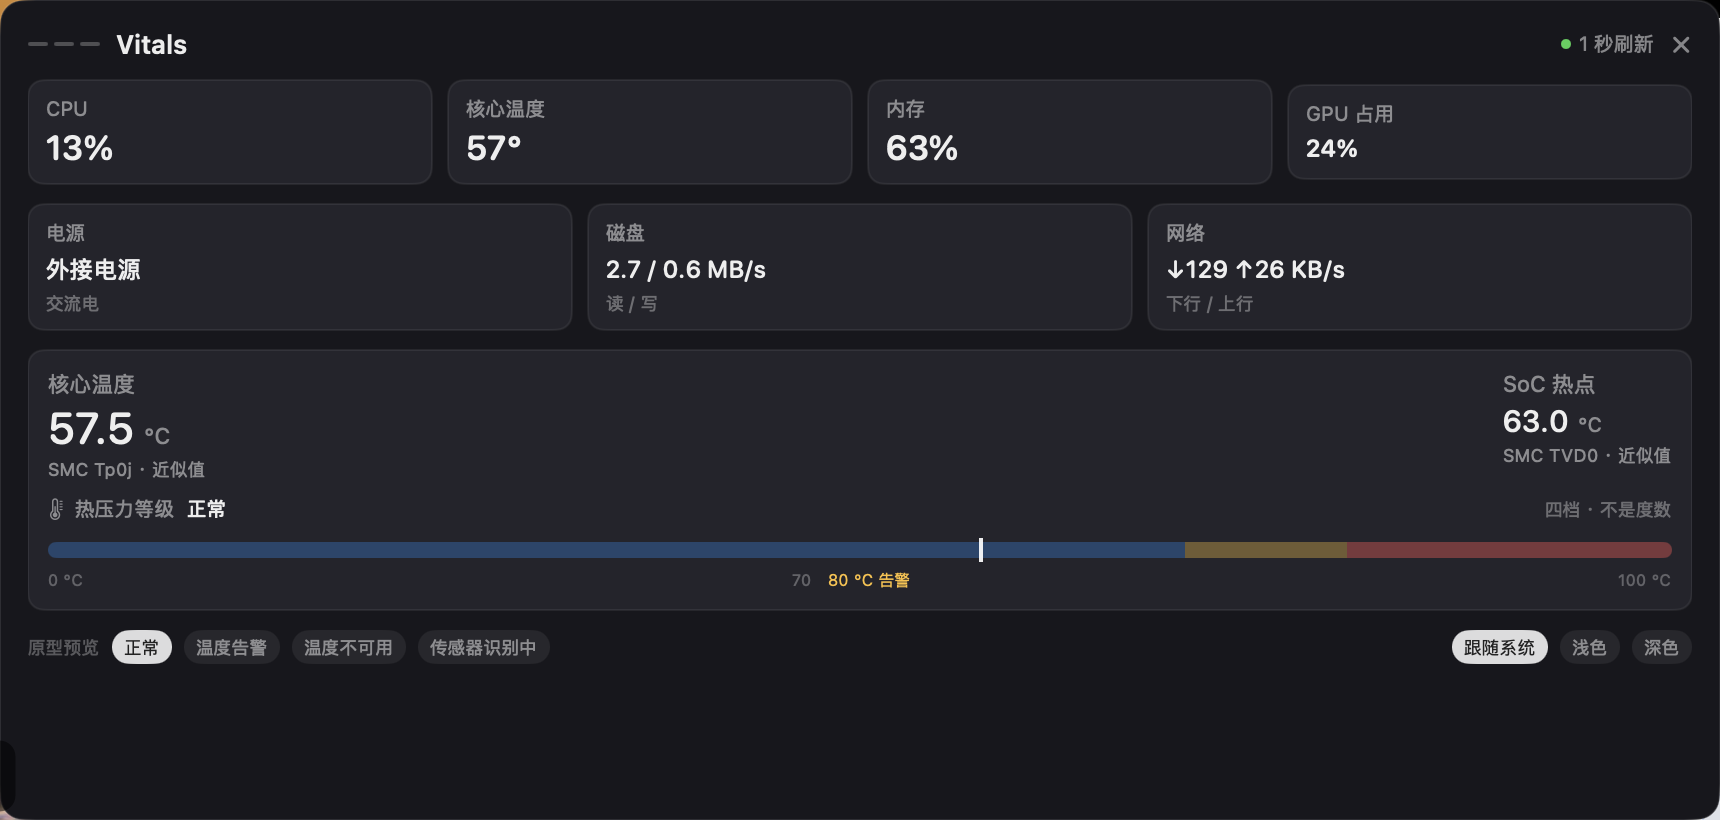 Vitals
1 秒刷新
CPU
13%
核心温度
57°
内存
63%
GPU 占用
24%
电源
外接电源
交流电
磁盘
2.7 / 0.6 MB/s
读 / 写
网络
↓129 ↑26 KB/s
下行 / 上行
核心温度
57.5 °C
SMC Tp0j · 近似值
SoC 热点
63.0 °C
SMC TVD0 · 近似值
热压力等级 正常
四档 · 不是度数
0 °C
70
80 °C 告警
100 °C
原型预览 正常 温度告警 温度不可用 传感器识别中
跟随系统 浅色 深色